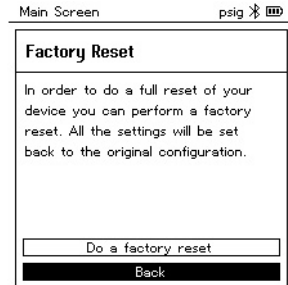 Main Screen psig
Factory Reset
In order to do a full reset of your
device you can perform a factory
reset. All the settings will be set
back to the original configuration.
Do a factory reset
Back